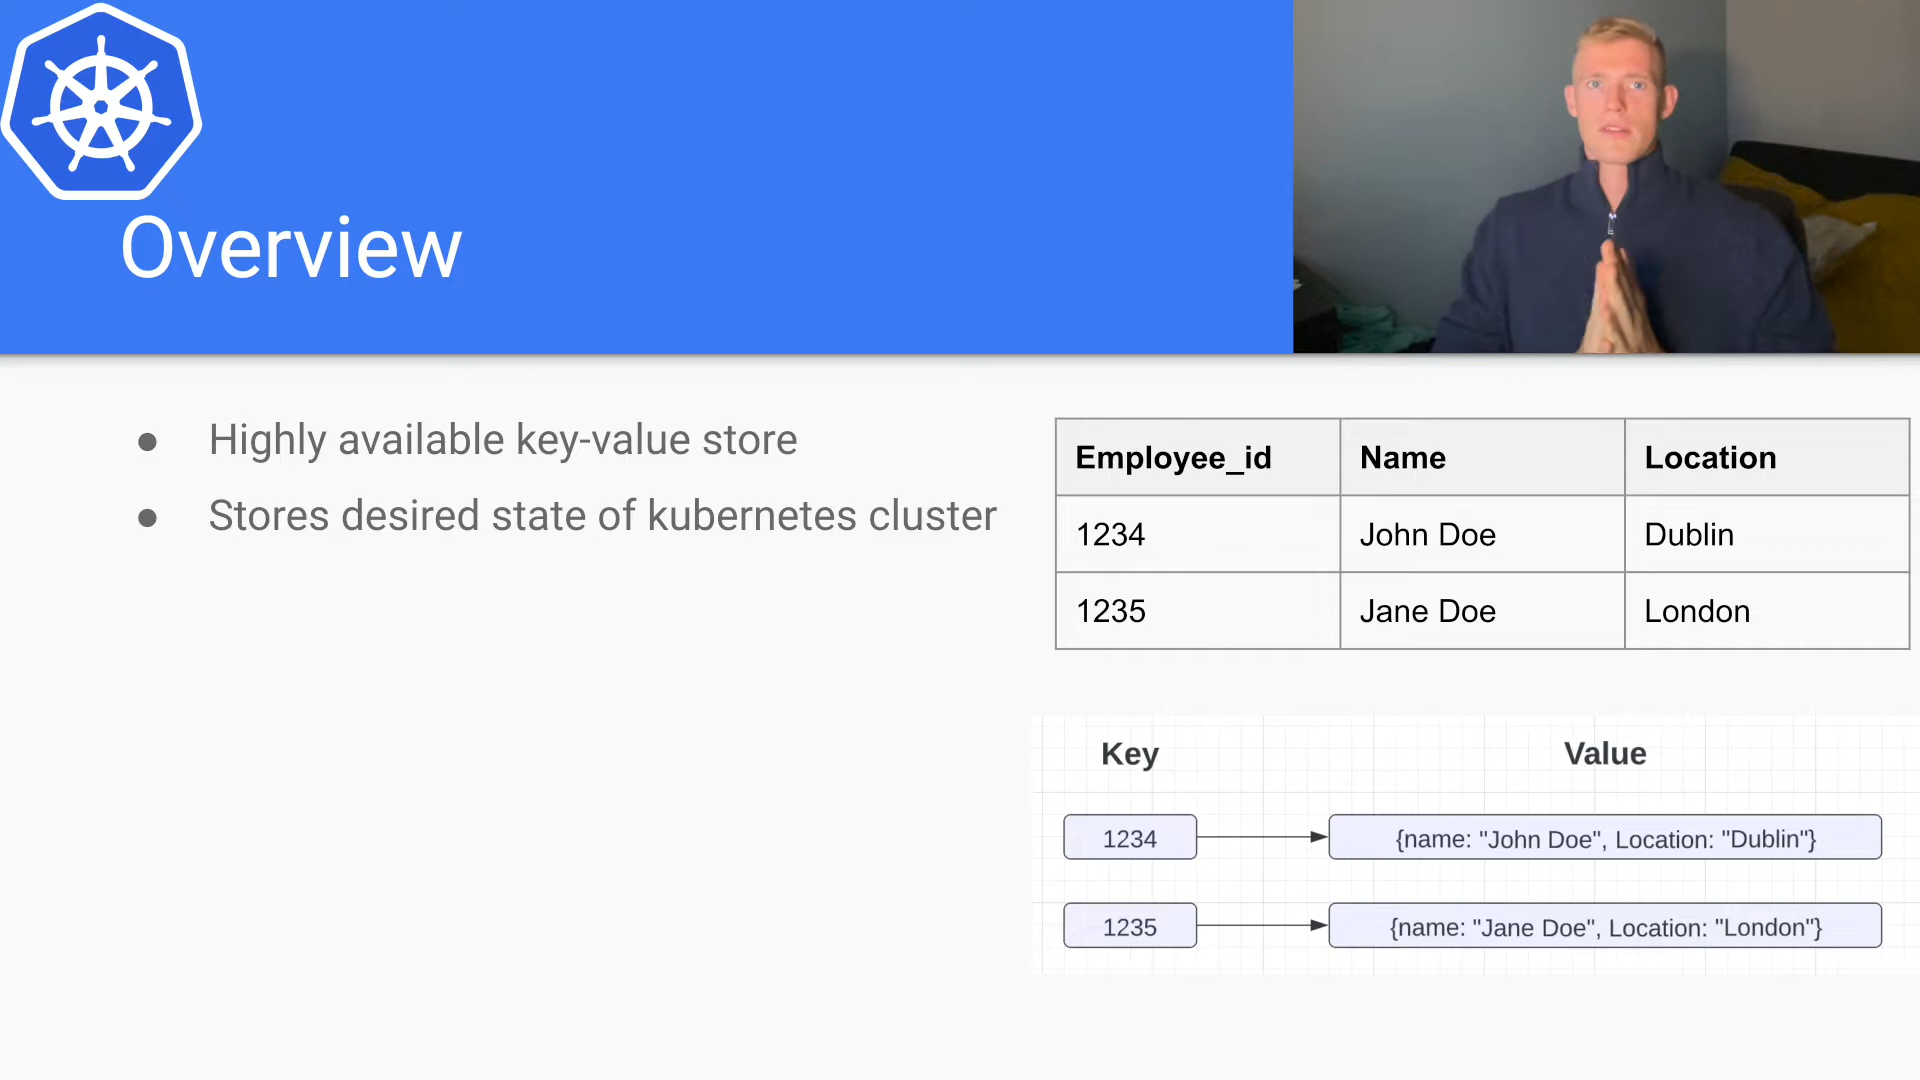 Overview
● Highly available key-value store
● Stores desired state of kubernetes cluster
Employee_id Name Location
1234 John Doe Dublin
1235 Jane Doe London
Key Value
1234 {name: "John Doe", Location: "Dublin"}
1235 {name: "Jane Doe", Location: "London"}